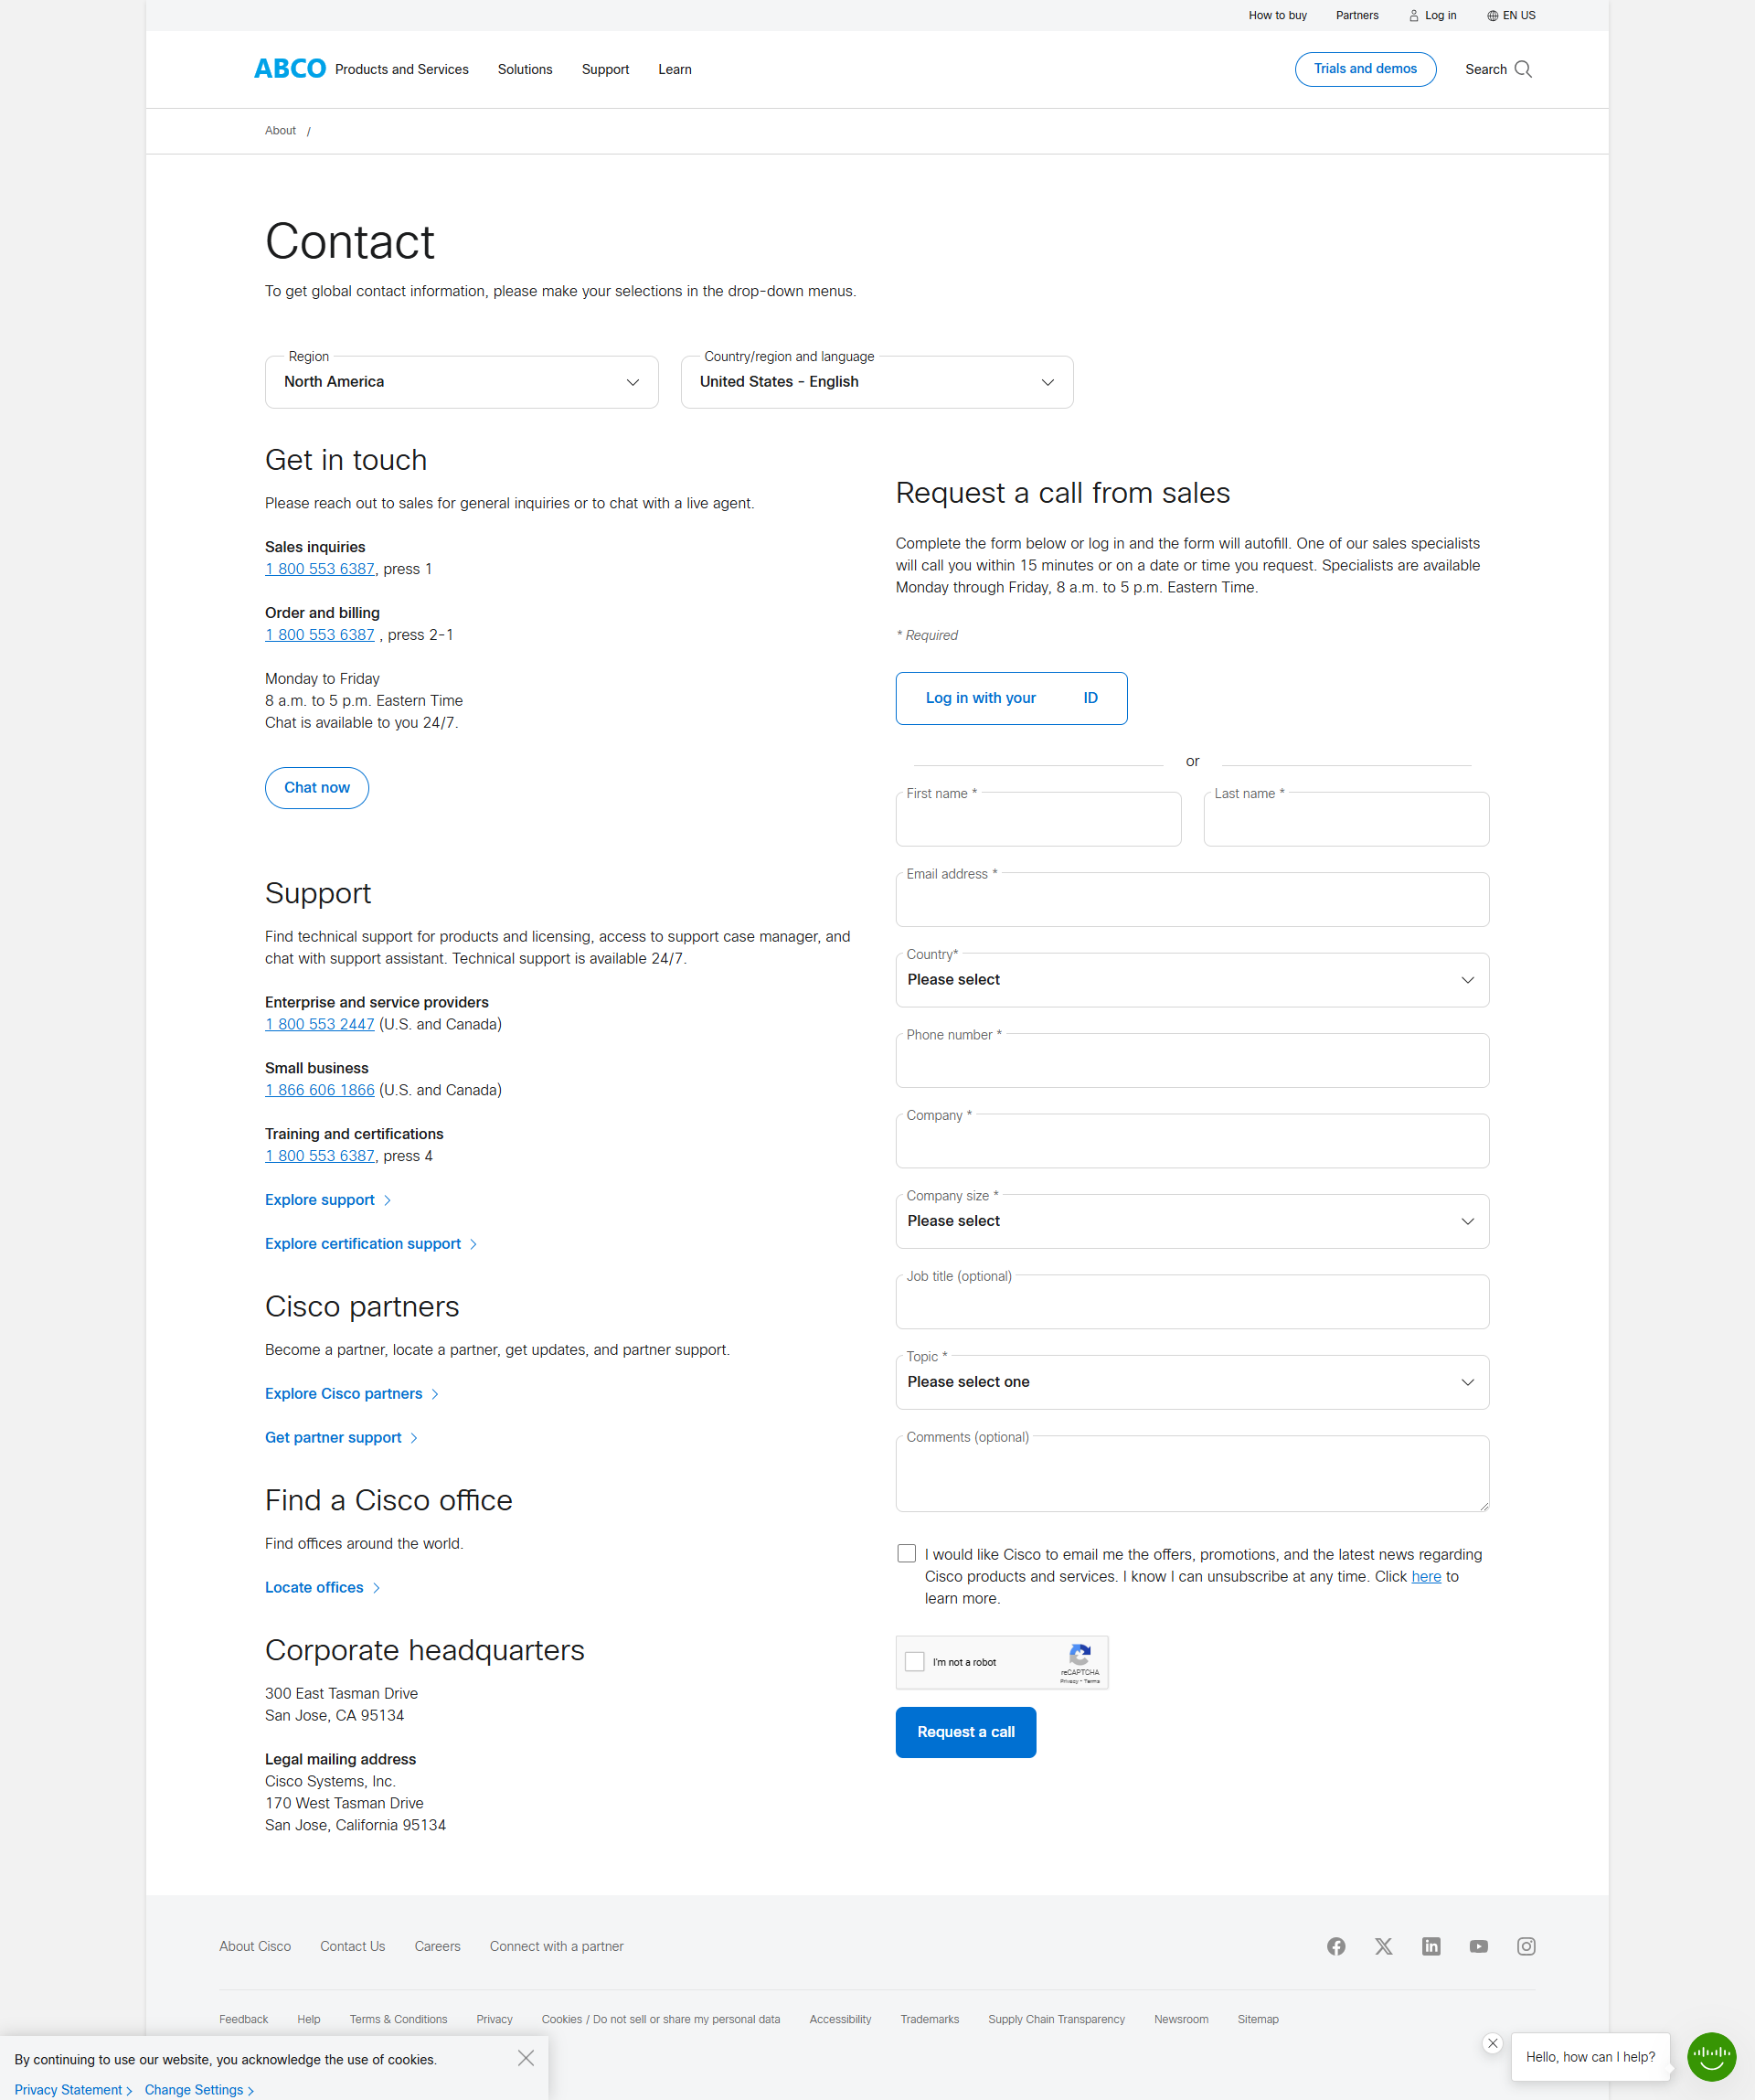 How to buy
Partners
Log in
EN US
ABCO
Products and Services
Solutions
Support
Learn
Trials and demos
Search
About /
Contact
To get global contact information, please make your selections in the drop-down menus.
Region
North America
Country/region and language
United States - English
Get in touch
Please reach out to sales for general inquiries or to chat with a live agent.
Sales inquiries
1 800 553 6387, press 1
Order and billing
1 800 553 6387 , press 2-1
Monday to Friday
8 a.m. to 5 p.m. Eastern Time
Chat is available to you 24/7.
Chat now
Support
Find technical support for products and licensing, access to support case manager, and
chat with support assistant. Technical support is available 24/7.
Enterprise and service providers
1 800 553 2447 (U.S. and Canada)
Small business
1 866 606 1866 (U.S. and Canada)
Training and certifications
1 800 553 6387, press 4
Explore support
Explore certification support
Cisco partners
Become a partner, locate a partner, get updates, and partner support.
Explore Cisco partners
Get partner support
Find a Cisco office
Find offices around the world.
Locate offices
Corporate headquarters
300 East Tasman Drive
San Jose, CA 95134
Legal mailing address
Cisco Systems, Inc.
170 West Tasman Drive
San Jose, California 95134
Request a call from sales
Complete the form below or log in and the form will autofill. One of our sales specialists
will call you within 15 minutes or on a date or time you request. Specialists are available
Monday through Friday, 8 a.m. to 5 p.m. Eastern Time.
* Required
Log in with your ID
or
First name *
Last name *
Email address *
Country*
Please select
Phone number *
Company *
Company size *
Please select
Job title (optional)
Topic *
Please select one
Comments (optional)
I would like Cisco to email me the offers, promotions, and the latest news regarding
Cisco products and services. I know I can unsubscribe at any time. Click here to
learn more.
I'm not a robot
reCAPTCHA
Privacy - Terms
Request a call
About Cisco
Contact Us
Careers
Connect with a partner
Feedback
Help
Terms & Conditions
Privacy
Cookies / Do not sell or share my personal data
Accessibility
Trademarks
Supply Chain Transparency
Newsroom
Sitemap
By continuing to use our website, you acknowledge the use of cookies.
Privacy Statement
Change Settings
Hello, how can I help?